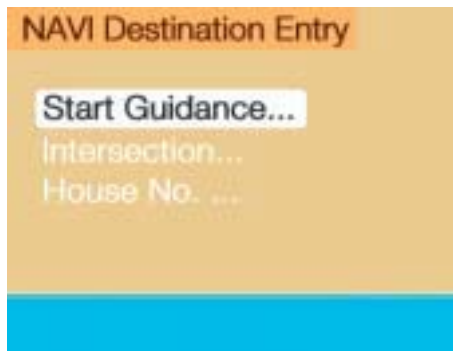 NAVI Destination Entry
Start Guidance...
Intersection...
House No. ...